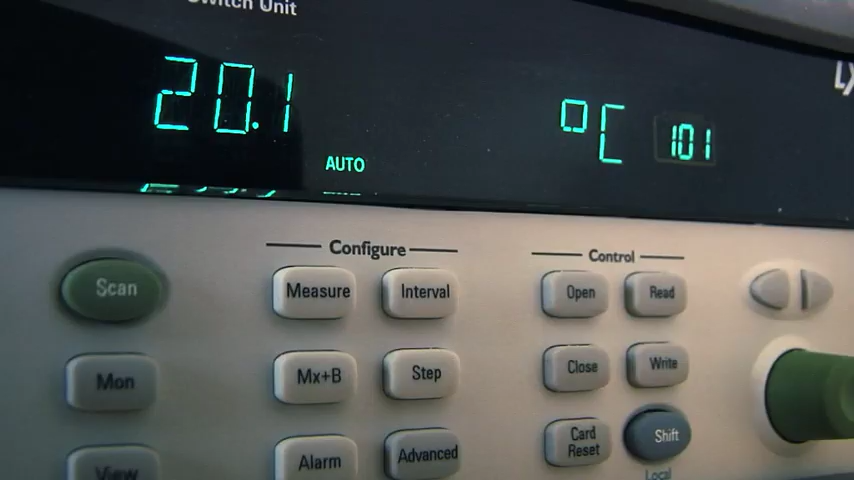 Switch Unit
LX
20.1 °C 101
AUTO
Configure Control
Scan Measure Interval Open Read
Mon Mx+B Step Close Write
View Alarm Advanced Card Reset Shift
Local